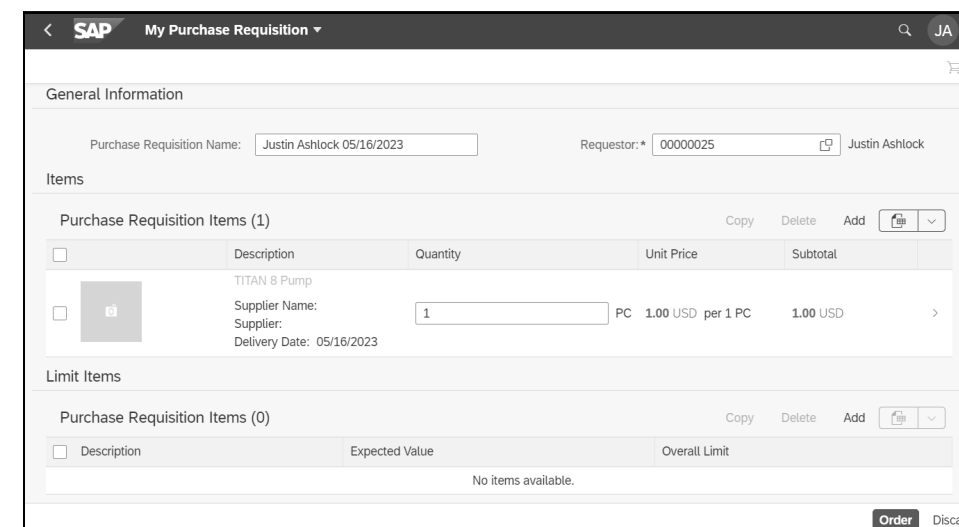 SAP My Purchase Requisition JA
General Information
Purchase Requisition Name: Justin Ashlock 05/16/2023 Requestor:* 00000025 Justin Ashlock
Items
Purchase Requisition Items (1) Copy Delete Add
Description Quantity Unit Price Subtotal
TITAN 8 Pump
Supplier Name:
Supplier:
Delivery Date: 05/16/2023
1 PC 1.00 USD per 1 PC 1.00 USD
Limit Items
Purchase Requisition Items (0) Copy Delete Add
Description Expected Value Overall Limit
No items available.
Order Disca